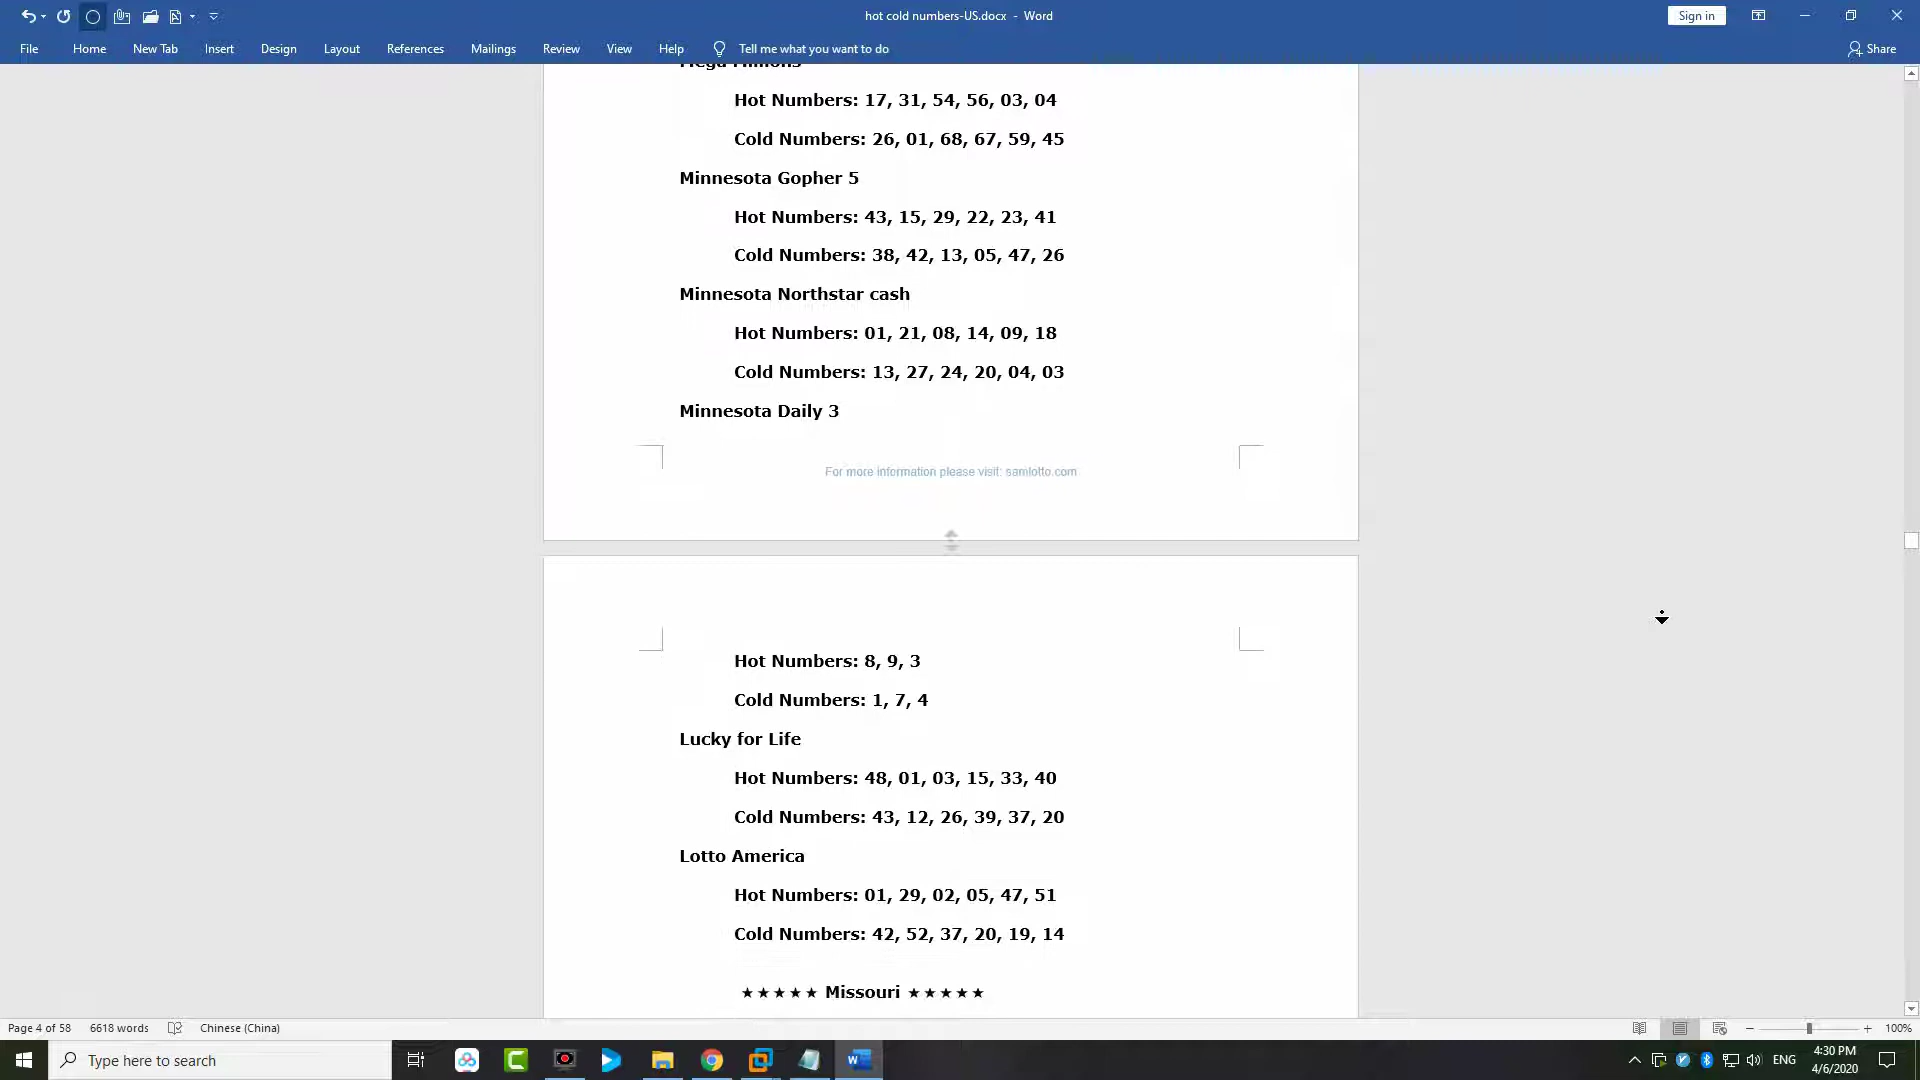 hot cold numbers-US.docx - Word
Sign in
File Home New Tab Insert Design Layout References Mailings Review View Help Tell me what you want to do Share
Mega Millions
Hot Numbers: 17, 31, 54, 56, 03, 04
Cold Numbers: 26, 01, 68, 67, 59, 45
Minnesota Gopher 5
Hot Numbers: 43, 15, 29, 22, 23, 41
Cold Numbers: 38, 42, 13, 05, 47, 26
Minnesota Northstar cash
Hot Numbers: 01, 21, 08, 14, 09, 18
Cold Numbers: 13, 27, 24, 20, 04, 03
Minnesota Daily 3
For more information please visit: samlotto.com
Hot Numbers: 8, 9, 3
Cold Numbers: 1, 7, 4
Lucky for Life
Hot Numbers: 48, 01, 03, 15, 33, 40
Cold Numbers: 43, 12, 26, 39, 37, 20
Lotto America
Hot Numbers: 01, 29, 02, 05, 47, 51
Cold Numbers: 42, 52, 37, 20, 19, 14
★★★★★ Missouri ★★★★★
Page 4 of 58 6618 words Chinese (China) 100%
Type here to search
ENG
4:30 PM
4/6/2020